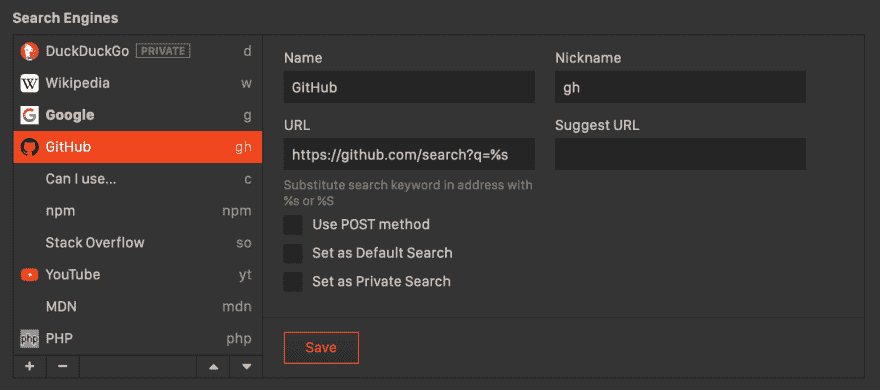 Search Engines
DuckDuckGo PRIVATE d
W Wikipedia w
G Google g
GitHub gh
Can I use... c
npm npm
Stack Overflow so
YouTube yt
MDN mdn
php PHP php
Name
GitHub
Nickname
gh
URL
https://github.com/search?q=%s
Suggest URL
Substitute search keyword in address with
%s or %S
Use POST method
Set as Default Search
Set as Private Search
Save